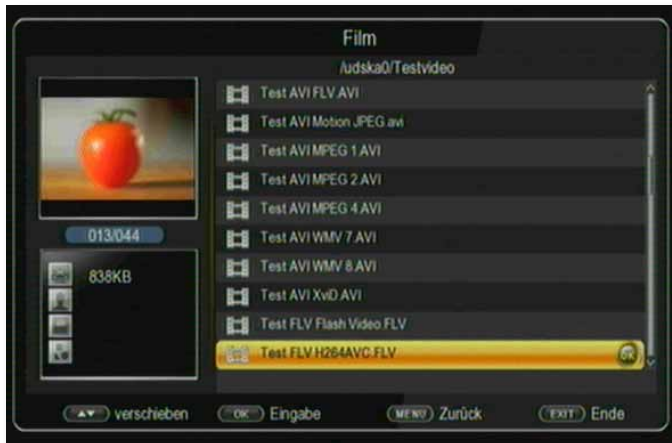 Film
/udska0/Testvideo
Test AVI FLV.AVI
Test AVI Motion JPEG.avi
Test AVI MPEG 1.AVI
Test AVI MPEG 2.AVI
Test AVI MPEG 4.AVI
Test AVI WMV 7.AVI
Test AVI WMV 8.AVI
Test AVI XviD.AVI
Test FLV Flash Video.FLV
Test FLV H264AVC.FLV OK
013/044
838KB
verschieben OK Eingabe MENU Zurück EXIT Ende